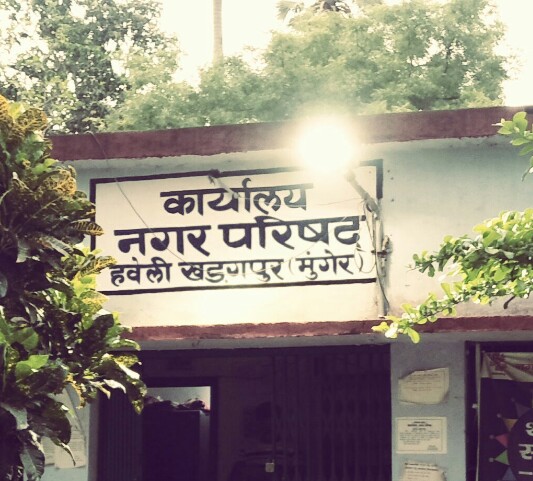 कार्यालय
नगर परिषद्
हवेली खड़गपुर (मुंगेर)